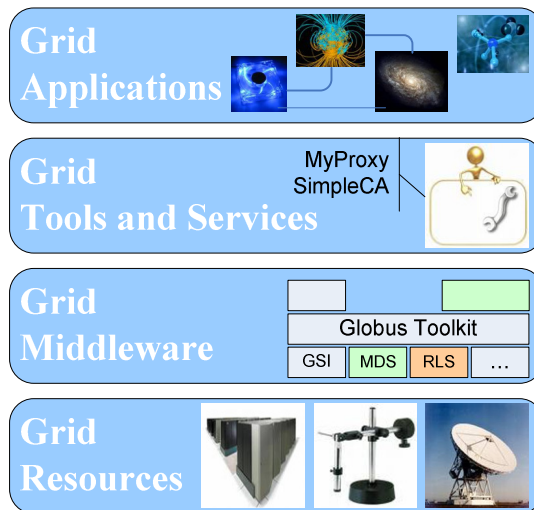 Grid
Applications
Grid
Tools and Services
MyProxy
SimpleCA
Grid
Middleware
Globus Toolkit
GSI MDS RLS ...
Grid
Resources